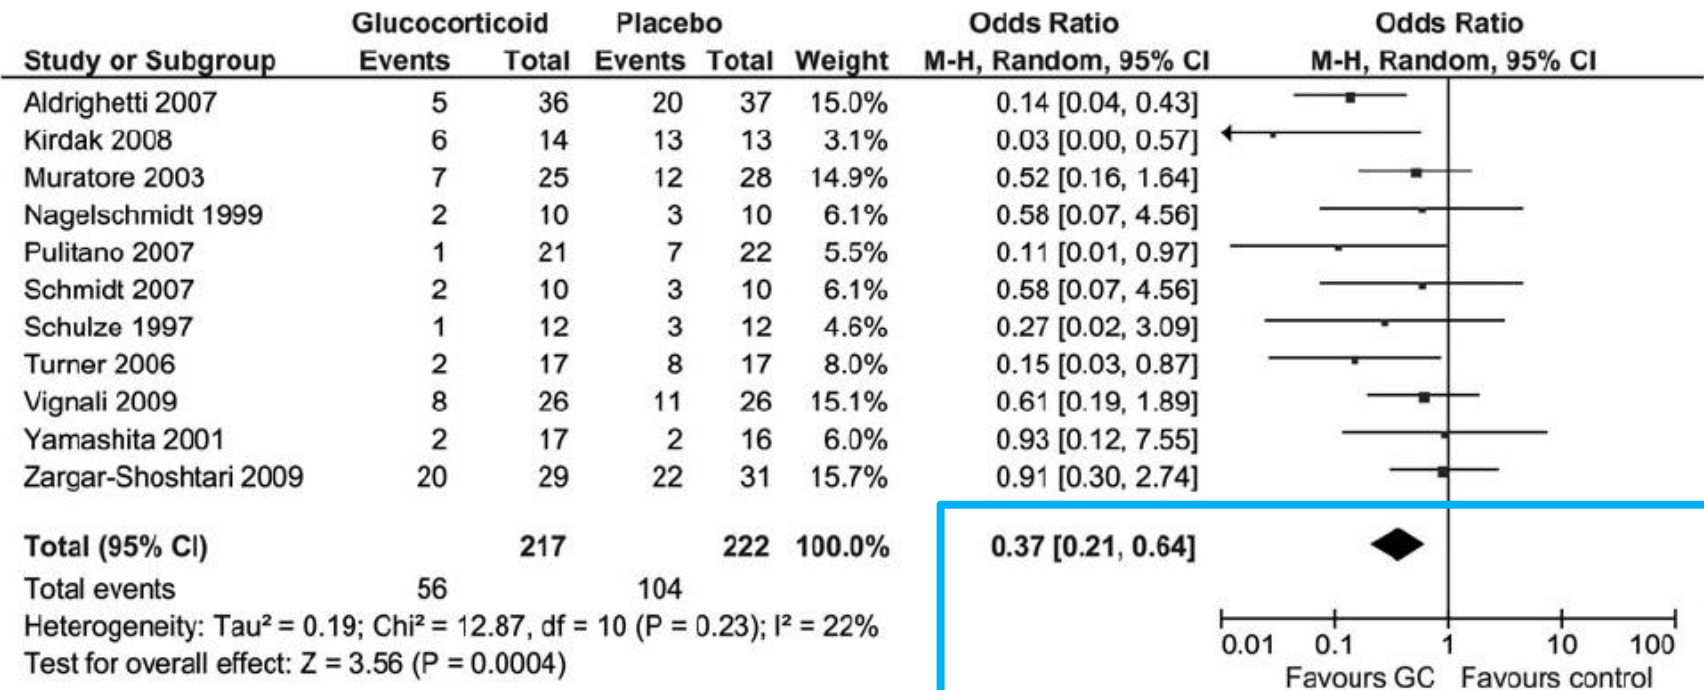 Glucocorticoid Placebo Odds Ratio Odds Ratio
Study or Subgroup Events Total Events Total Weight M-H, Random, 95% CI M-H, Random, 95% CI
Aldrighetti 2007 5 36 20 37 15.0% 0.14 [0.04, 0.43]
Kirdak 2008 6 14 13 13 3.1% 0.03 [0.00, 0.57]
Muratore 2003 7 25 12 28 14.9% 0.52 [0.16, 1.64]
Nagelschmidt 1999 2 10 3 10 6.1% 0.58 [0.07, 4.56]
Pulitano 2007 1 21 7 22 5.5% 0.11 [0.01, 0.97]
Schmidt 2007 2 10 3 10 6.1% 0.58 [0.07, 4.56]
Schulze 1997 1 12 3 12 4.6% 0.27 [0.02, 3.09]
Turner 2006 2 17 8 17 8.0% 0.15 [0.03, 0.87]
Vignali 2009 8 26 11 26 15.1% 0.61 [0.19, 1.89]
Yamashita 2001 2 17 2 16 6.0% 0.93 [0.12, 7.55]
Zargar-Shoshtari 2009 20 29 22 31 15.7% 0.91 [0.30, 2.74]
Total (95% CI) 217 222 100.0% 0.37 [0.21, 0.64]
Total events 56 104
Heterogeneity: Tau² = 0.19; Chi² = 12.87, df = 10 (P = 0.23); I² = 22%
Test for overall effect: Z = 3.56 (P = 0.0004)
0.01 0.1 1 10 100
Favours GC Favours control